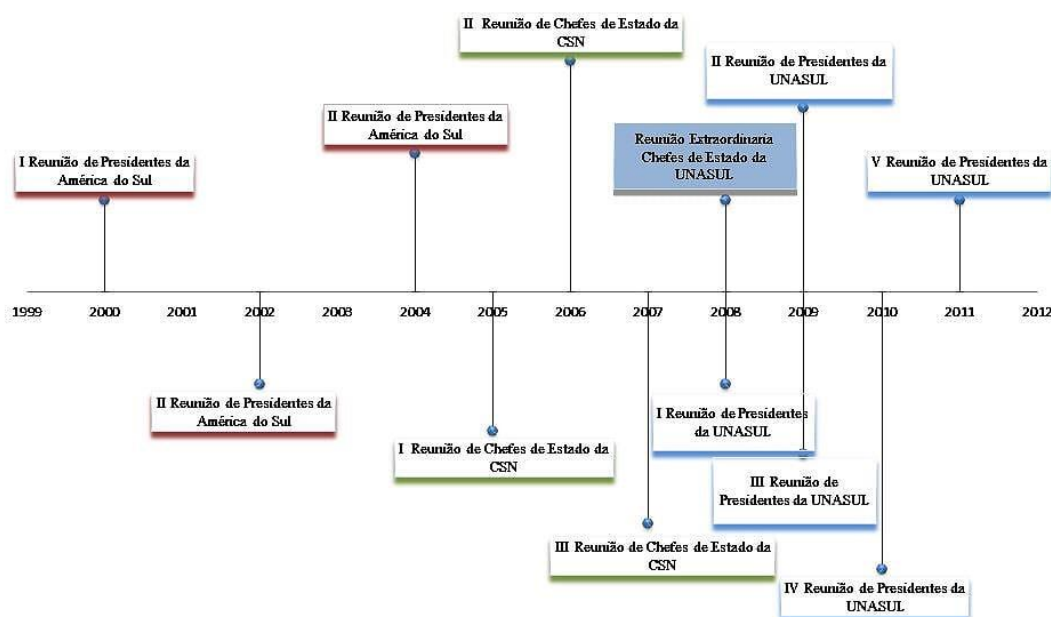 II Reunião de Chefes de Estado da
CSN
II Reunião de Presidentes da
UNASUL
II Reunião de Presidentes da
América do Sul
Reunião Extraordinaria
Chefes de Estado da
UNASUL
I Reunião de Presidentes da
América do Sul
V Reunião de Presidentes da
UNASUL
1999 2000 2001 2002 2003 2004 2005 2006 2007 2008 2009 2010 2011 2012
II Reunião de Presidentes da
América do Sul
I Reunião de Presidentes
da UNASUL
I Reunião de Chefes de Estado da
CSN
III Reunião de
Presidentes da UNASUL
III Reunião de Chefes de Estado da
CSN
IV Reunião de Presidentes da
UNASUL